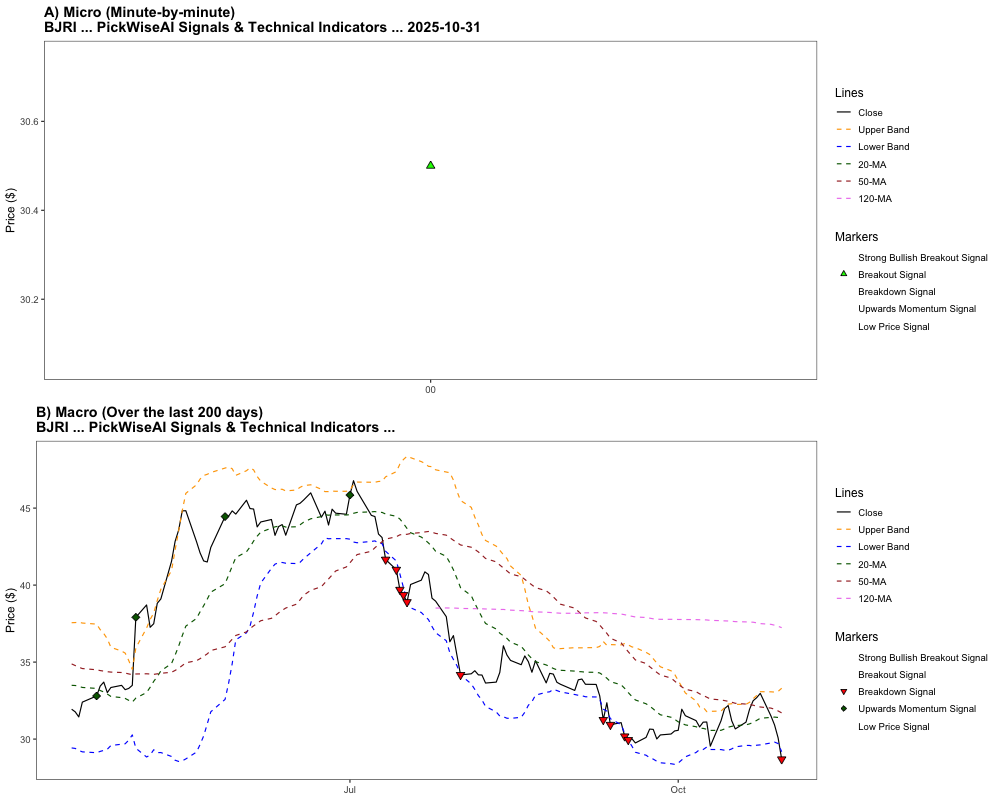 A) Micro (Minute-by-minute)
BJRI ... PickWiseAI Signals & Technical Indicators ... 2025-10-31
Price ($)
30.6
30.4
30.2
00
Lines
Close
Upper Band
Lower Band
20-MA
50-MA
120-MA
Markers
Strong Bullish Breakout Signal
Breakout Signal
Breakdown Signal
Upwards Momentum Signal
Low Price Signal
B) Macro (Over the last 200 days)
BJRI ... PickWiseAI Signals & Technical Indicators ...
Price ($)
45
40
35
30
Jul
Oct
Lines
Close
Upper Band
Lower Band
20-MA
50-MA
120-MA
Markers
Strong Bullish Breakout Signal
Breakout Signal
Breakdown Signal
Upwards Momentum Signal
Low Price Signal